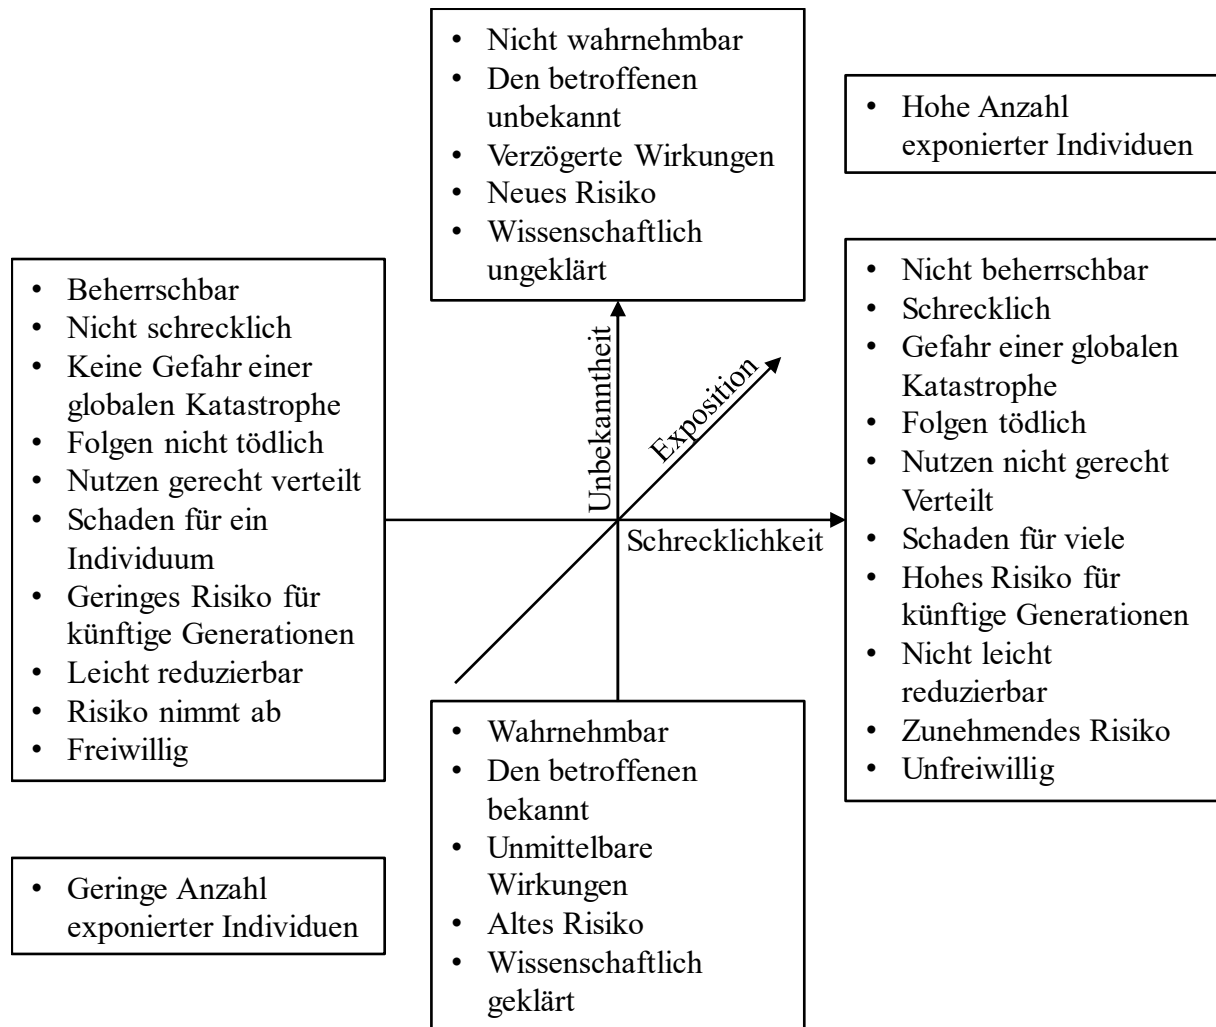 • Nicht wahrnehmbar
• Den betroffenen
unbekannt
• Verzögerte Wirkungen
• Neues Risiko
• Wissenschaftlich
ungeklärt
• Hohe Anzahl
exponierter Individuen
• Beherrschbar
• Nicht schrecklich
• Keine Gefahr einer
globalen Katastrophe
• Folgen nicht tödlich
• Nutzen gerecht verteilt
• Schaden für ein
Individuum
• Geringes Risiko für
künftige Generationen
• Leicht reduzierbar
• Risiko nimmt ab
• Freiwillig
Unbekanntheit
Exposition
Schrecklichkeit
• Nicht beherrschbar
• Schrecklich
• Gefahr einer globalen
Katastrophe
• Folgen tödlich
• Nutzen nicht gerecht
Verteilt
• Schaden für viele
• Hohes Risiko für
künftige Generationen
• Nicht leicht
reduzierbar
• Zunehmendes Risiko
• Unfreiwillig
• Geringe Anzahl
exponierter Individuen
• Wahrnehmbar
• Den betroffenen
bekannt
• Unmittelbare
Wirkungen
• Altes Risiko
• Wissenschaftlich
geklärt